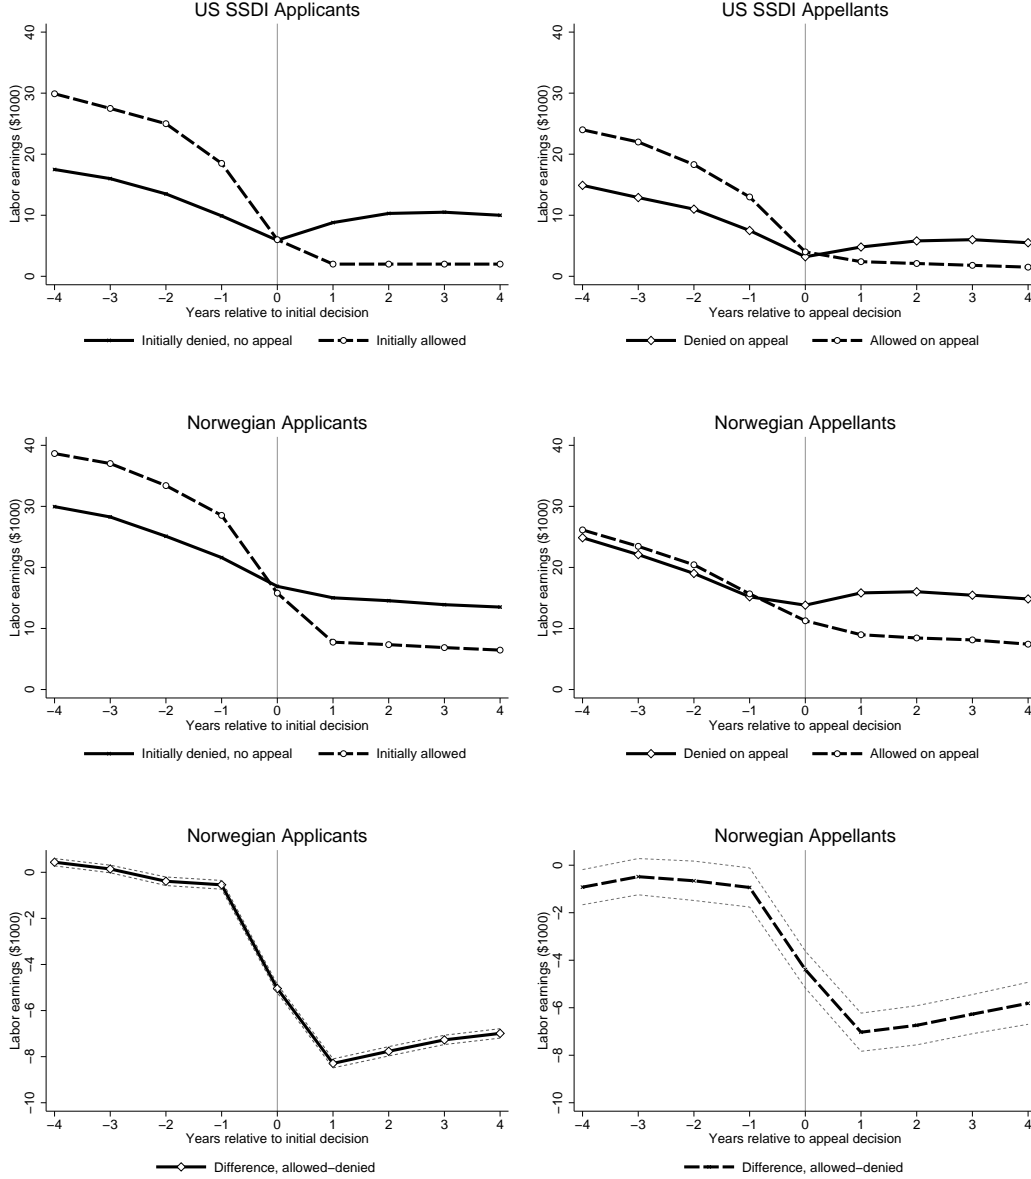 US SSDI Applicants
Labor earnings ($1000)
40
30
20
10
0
−4 −3 −2 −1 0 1 2 3 4
Years relative to initial decision
Initially denied, no appeal Initially allowed
US SSDI Appellants
Labor earnings ($1000)
40
30
20
10
0
−4 −3 −2 −1 0 1 2 3 4
Years relative to appeal decision
Denied on appeal Allowed on appeal
Norwegian Applicants
Labor earnings ($1000)
40
30
20
10
0
−4 −3 −2 −1 0 1 2 3 4
Years relative to initial decision
Initially denied, no appeal Initially allowed
Norwegian Appellants
Labor earnings ($1000)
40
30
20
10
0
−4 −3 −2 −1 0 1 2 3 4
Years relative to appeal decision
Denied on appeal Allowed on appeal
Norwegian Applicants
Labor earnings ($1000)
0
−2
−4
−6
−8
−10
−4 −3 −2 −1 0 1 2 3 4
Years relative to initial decision
Difference, allowed−denied
Norwegian Appellants
Labor earnings ($1000)
0
−2
−4
−6
−8
−10
−4 −3 −2 −1 0 1 2 3 4
Years relative to appeal decision
Difference, allowed−denied